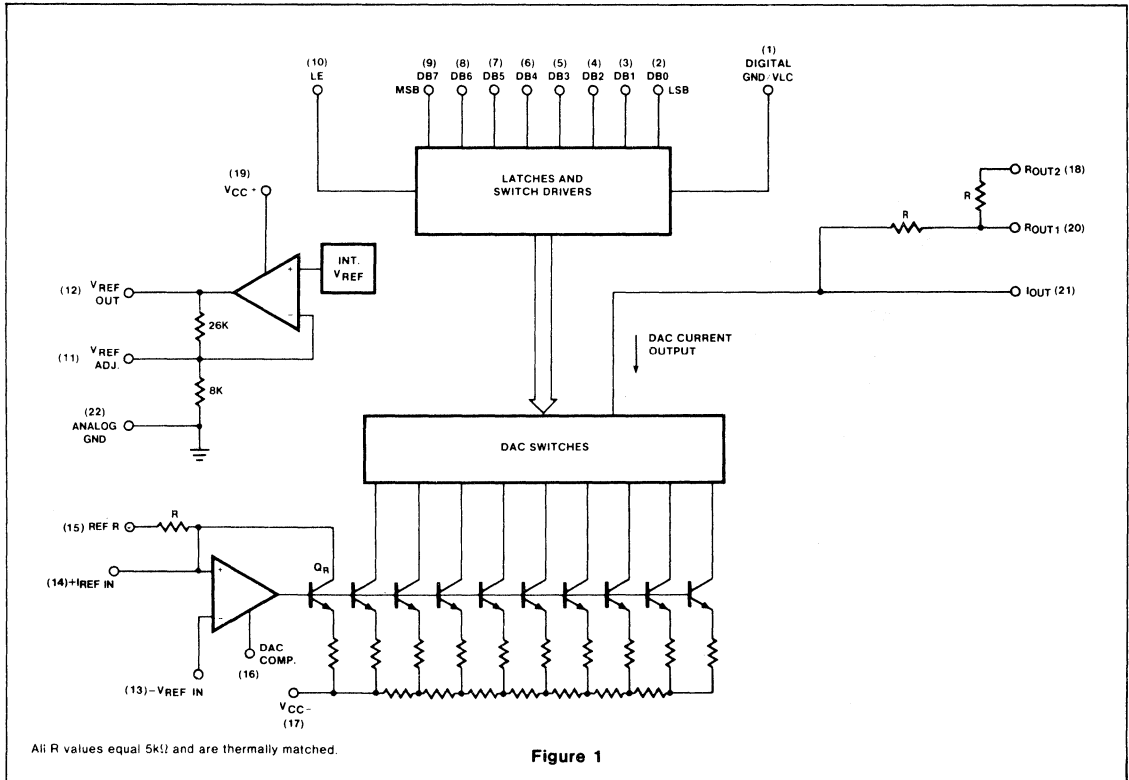 (10)
LE
(9)
DB7
(8)
DB6
(7)
DB5
(6)
DB4
(5)
DB3
(4)
DB2
(3)
DB1
(2)
DB0
(1)
DIGITAL
GND/VLC
MSB
LSB
LATCHES AND
SWITCH DRIVERS
(19)
VCC+
INT.
VREF
+
−
(12) VREF
OUT
26K
(11) VREF
ADJ.
8K
(22)
ANALOG
GND
ROUT2 (18)
R
R
ROUT1 (20)
IOUT (21)
DAC CURRENT
OUTPUT
DAC SWITCHES
(15) REF R
R
(14)+IREF IN
+
−
QR
DAC
COMP.
(16)
(13)−VREF IN
VCC−
(17)
All R values equal 5kΩ and are thermally matched.
Figure 1